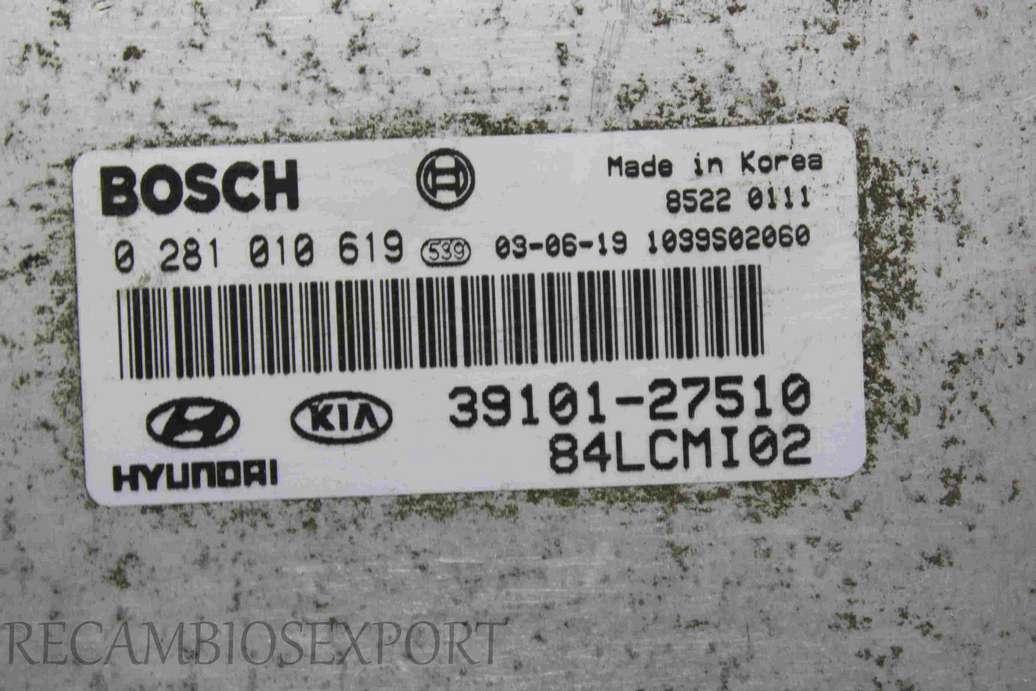 BOSCH
Made in Korea
8522 0111
0 281 010 619 539 03-06-19 1039S02060
39101-27510
84LCMI02
KIA
HYUNDAI
RECAMBIOSEXPORT